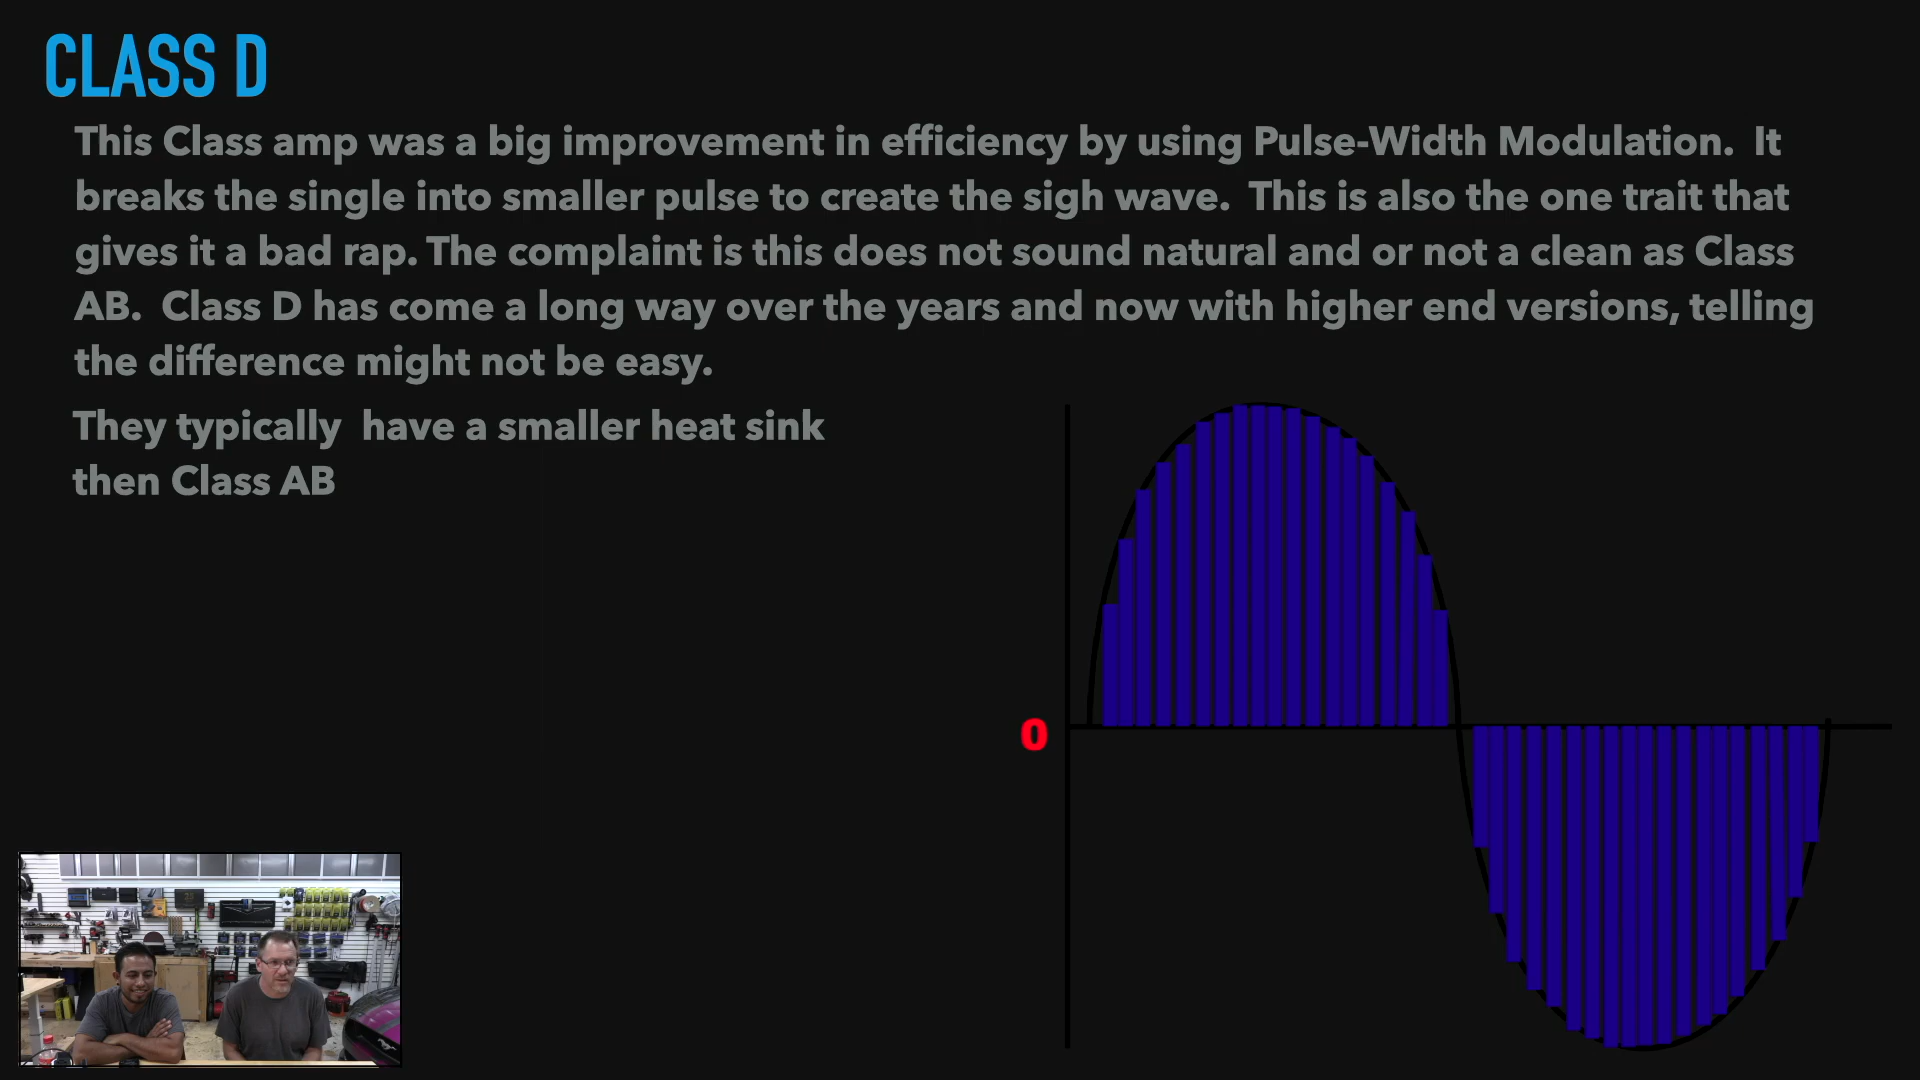 CLASS D
This Class amp was a big improvement in efficiency by using Pulse-Width Modulation.  It
breaks the single into smaller pulse to create the sigh wave.  This is also the one trait that
gives it a bad rap. The complaint is this does not sound natural and or not a clean as Class
AB.  Class D has come a long way over the years and now with higher end versions, telling
the difference might not be easy.
They typically  have a smaller heat sink
then Class AB
0